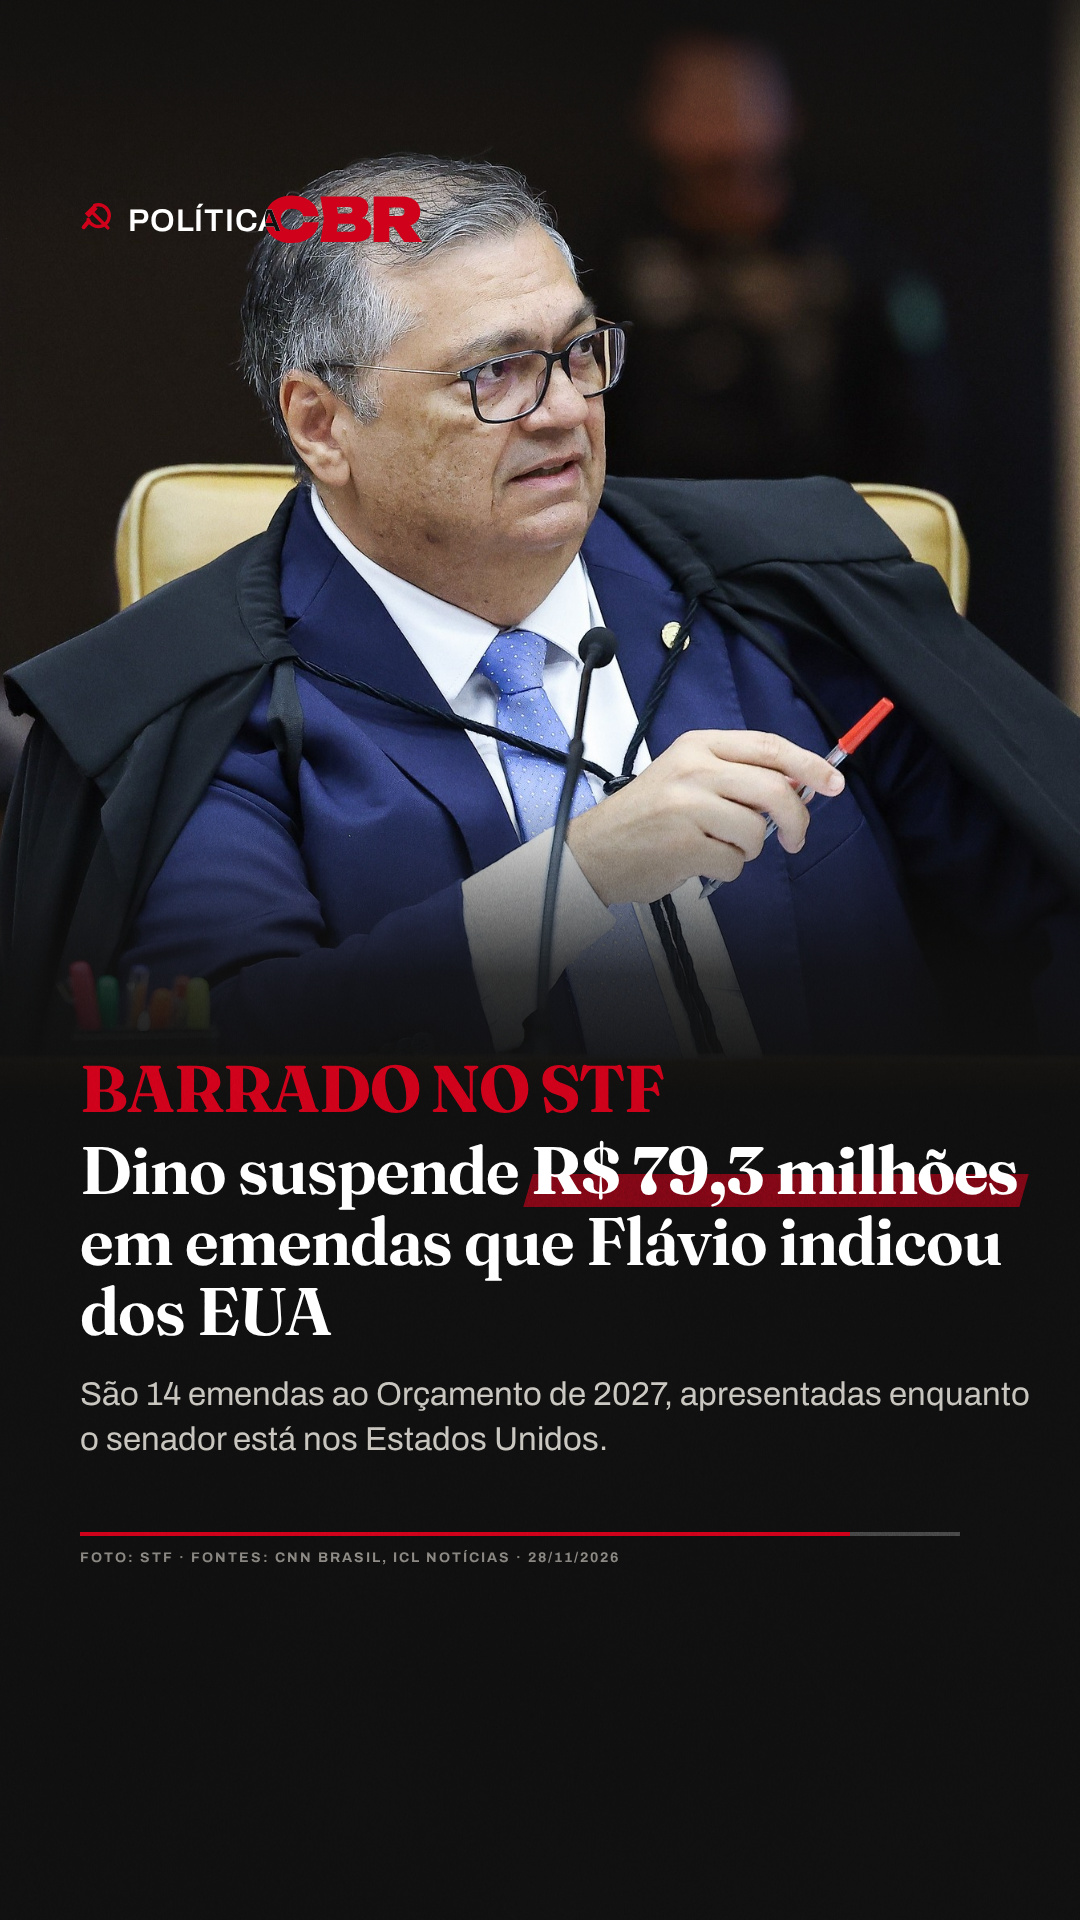 POLÍTICA CBR
BARRADO NO STF
Dino suspende R$ 79,3 milhões
em emendas que Flávio indicou
dos EUA
São 14 emendas ao Orçamento de 2027, apresentadas enquanto
o senador está nos Estados Unidos.
FOTO: STF · FONTES: CNN BRASIL, ICL NOTÍCIAS · 28/11/2026